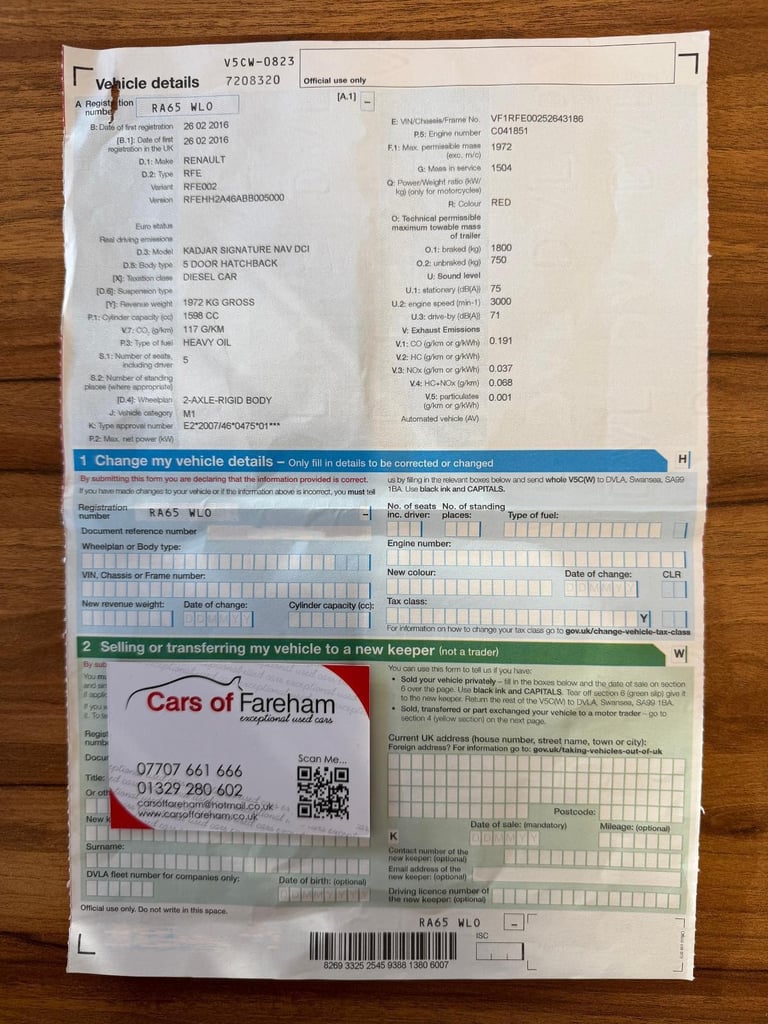 V5CW-0823
Vehicle details 7208320
Official use only
A Registration number RA65 WLO
[A.1] –
B: Date of first registration 26 02 2016
[B.1]: Date of first registration in the UK 26 02 2016
D.1: Make RENAULT
D.2: Type RFE
Variant RFE002
Version RFEHH2A46ABB005000
Euro status
Real driving emissions
D.3: Model KADJAR SIGNATURE NAV DCI
D.5: Body type 5 DOOR HATCHBACK
[X]: Taxation class DIESEL CAR
[D.6]: Suspension type
[Y]: Revenue weight 1972 KG GROSS
P.1: Cylinder capacity (cc) 1598 CC
V.7: CO₂ (g/km) 117 G/KM
P.3: Type of fuel HEAVY OIL
S.1: Number of seats, including driver 5
S.2: Number of standing places (where appropriate)
[D.4]: Wheelplan 2-AXLE-RIGID BODY
J: Vehicle category M1
K: Type approval number E2*2007/46*0475*01***
P.2: Max. net power (kW)
E: VIN/Chassis/Frame No. VF1RFE00252643186
P.5: Engine number C041851
F.1: Max. permissible mass (exc. m/c) 1972
G: Mass in service 1504
Q: Power/Weight ratio (kW/kg) (only for motorcycles)
R: Colour RED
O: Technical permissible maximum towable mass of trailer
O.1: braked (kg) 1800
O.2: unbraked (kg) 750
U: Sound level
U.1: stationary (dB(A)) 75
U.2: engine speed (min-1) 3000
U.3: drive-by (dB(A)) 71
V: Exhaust Emissions
V.1: CO (g/km or g/kWh) 0.191
V.2: HC (g/km or g/kWh)
V.3: NOx (g/km or g/kWh) 0.037
V.4: HC+NOx (g/km) 0.068
V.5: particulates (g/km or g/kWh) 0.001
Automated vehicle (AV)
1 Change my vehicle details – Only fill in details to be corrected or changed H
By submitting this form you are declaring that the information provided is correct.
If you have made changes to your vehicle or if the information above is incorrect, you must tell
us by filling in the relevant boxes below and send whole V5C(W) to DVLA, Swansea, SA99
1BA. Use black ink and CAPITALS.
Registration number RA65 WLO –
Document reference number
Wheelplan or Body type:
VIN, Chassis or Frame number:
New revenue weight: Date of change: Cylinder capacity (cc):
DDMMYY
No. of seats inc. driver: No. of standing places: Type of fuel:
Engine number:
New colour: Date of change: CLR
DDMMYY
Tax class:
Y
For information on how to change your tax class go to gov.uk/change-vehicle-tax-class
2 Selling or transferring my vehicle to a new keeper (not a trader) W
By sub
You mu
and sin
if appl
If you
it. To te
Regist
numb
Docur
Title:
Or oth
New k
Surname:
DVLA fleet number for companies only: Date of birth: (optional)
DDMMYYYY
Official use only. Do not write in this space.
Cars of Fareham
exceptional used cars
Scan Me...
07707 661 666
01329 280 602
carsoffareham@hotmail.co.uk
www.carsoffareham.co.uk
You can use this form to tell us if you have:
• Sold your vehicle privately – fill in the boxes below and the date of sale on section
6 over the page. Use black ink and CAPITALS. Tear off section 6 (green slip) give it
to the new keeper. Return the rest of the V5C(W) to DVLA, Swansea, SA99 1BA.
• Sold, transferred or part exchanged your vehicle to a motor trader – go to
section 4 (yellow section) on the next page.
Current UK address (house number, street name, town or city):
Foreign address? For information go to: gov.uk/taking-vehicles-out-of-uk
Postcode:
K
Date of sale: (mandatory) Mileage: (optional)
DDMMYY
Contact number of the new keeper: (optional)
Email address of the new keeper: (optional)
Driving licence number of the new keeper: (optional)
RA65 WLO –
ISC
8269 3325 2545 9388 1380 6007